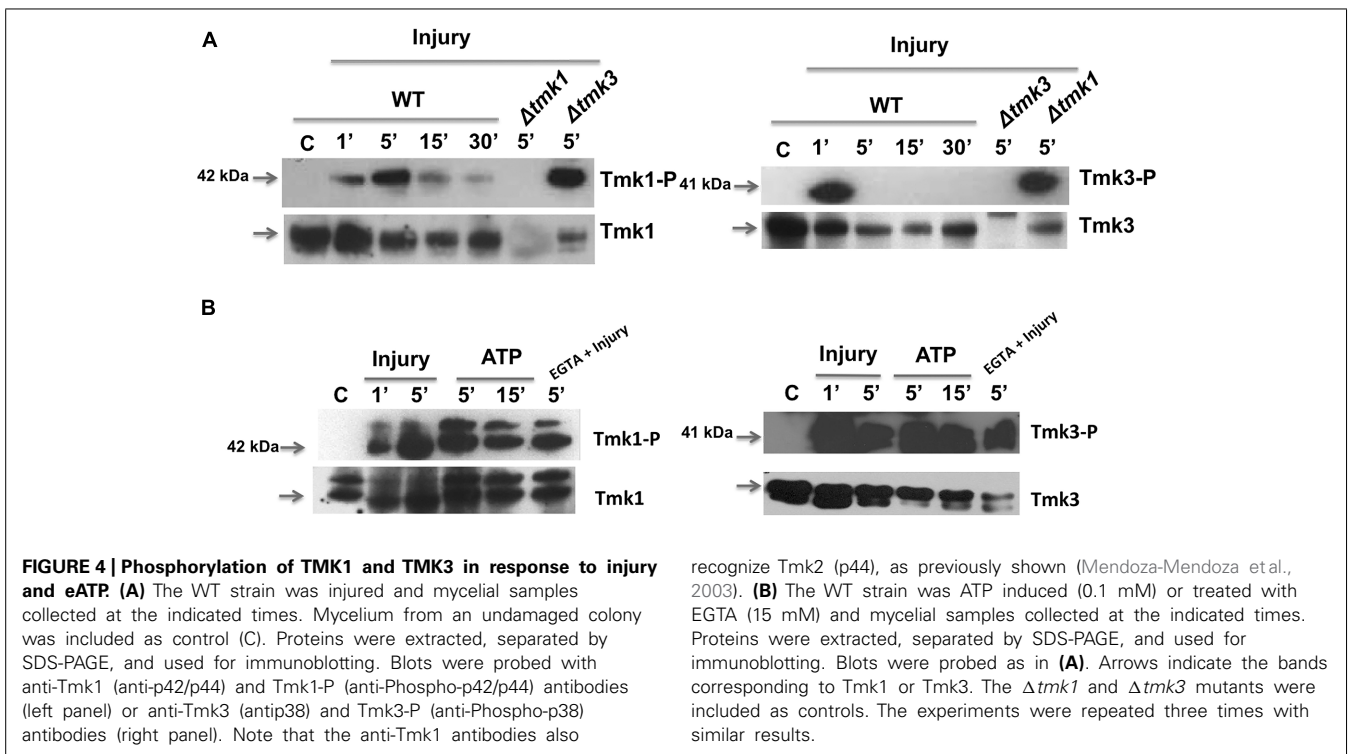 A
Injury
WT
Δtmk1
Δtmk3
C 1’ 5’ 15’ 30’ 5’ 5’
42 kDa
Tmk1-P
Tmk1
Injury
WT
Δtmk3
Δtmk1
C 1’ 5’ 15’ 30’ 5’ 5’
41 kDa
Tmk3-P
Tmk3
B
Injury ATP EGTA + Injury
C 1’ 5’ 5’ 15’ 5’
42 kDa
Tmk1-P
Tmk1
Injury ATP EGTA + Injury
C 1’ 5’ 5’ 15’ 5’
41 kDa
Tmk3-P
Tmk3
FIGURE 4 | Phosphorylation of TMK1 and TMK3 in response to injury
and eATP. (A) The WT strain was injured and mycelial samples
collected at the indicated times. Mycelium from an undamaged colony
was included as control (C). Proteins were extracted, separated by
SDS-PAGE, and used for immunoblotting. Blots were probed with
anti-Tmk1 (anti-p42/p44) and Tmk1-P (anti-Phospho-p42/p44) antibodies
(left panel) or anti-Tmk3 (antip38) and Tmk3-P (anti-Phospho-p38)
antibodies (right panel). Note that the anti-Tmk1 antibodies also
recognize Tmk2 (p44), as previously shown (Mendoza-Mendoza et al.,
2003). (B) The WT strain was ATP induced (0.1 mM) or treated with
EGTA (15 mM) and mycelial samples collected at the indicated times.
Proteins were extracted, separated by SDS-PAGE, and used for
immunoblotting. Blots were probed as in (A). Arrows indicate the bands
corresponding to Tmk1 or Tmk3. The Δtmk1 and Δtmk3 mutants were
included as controls. The experiments were repeated three times with
similar results.